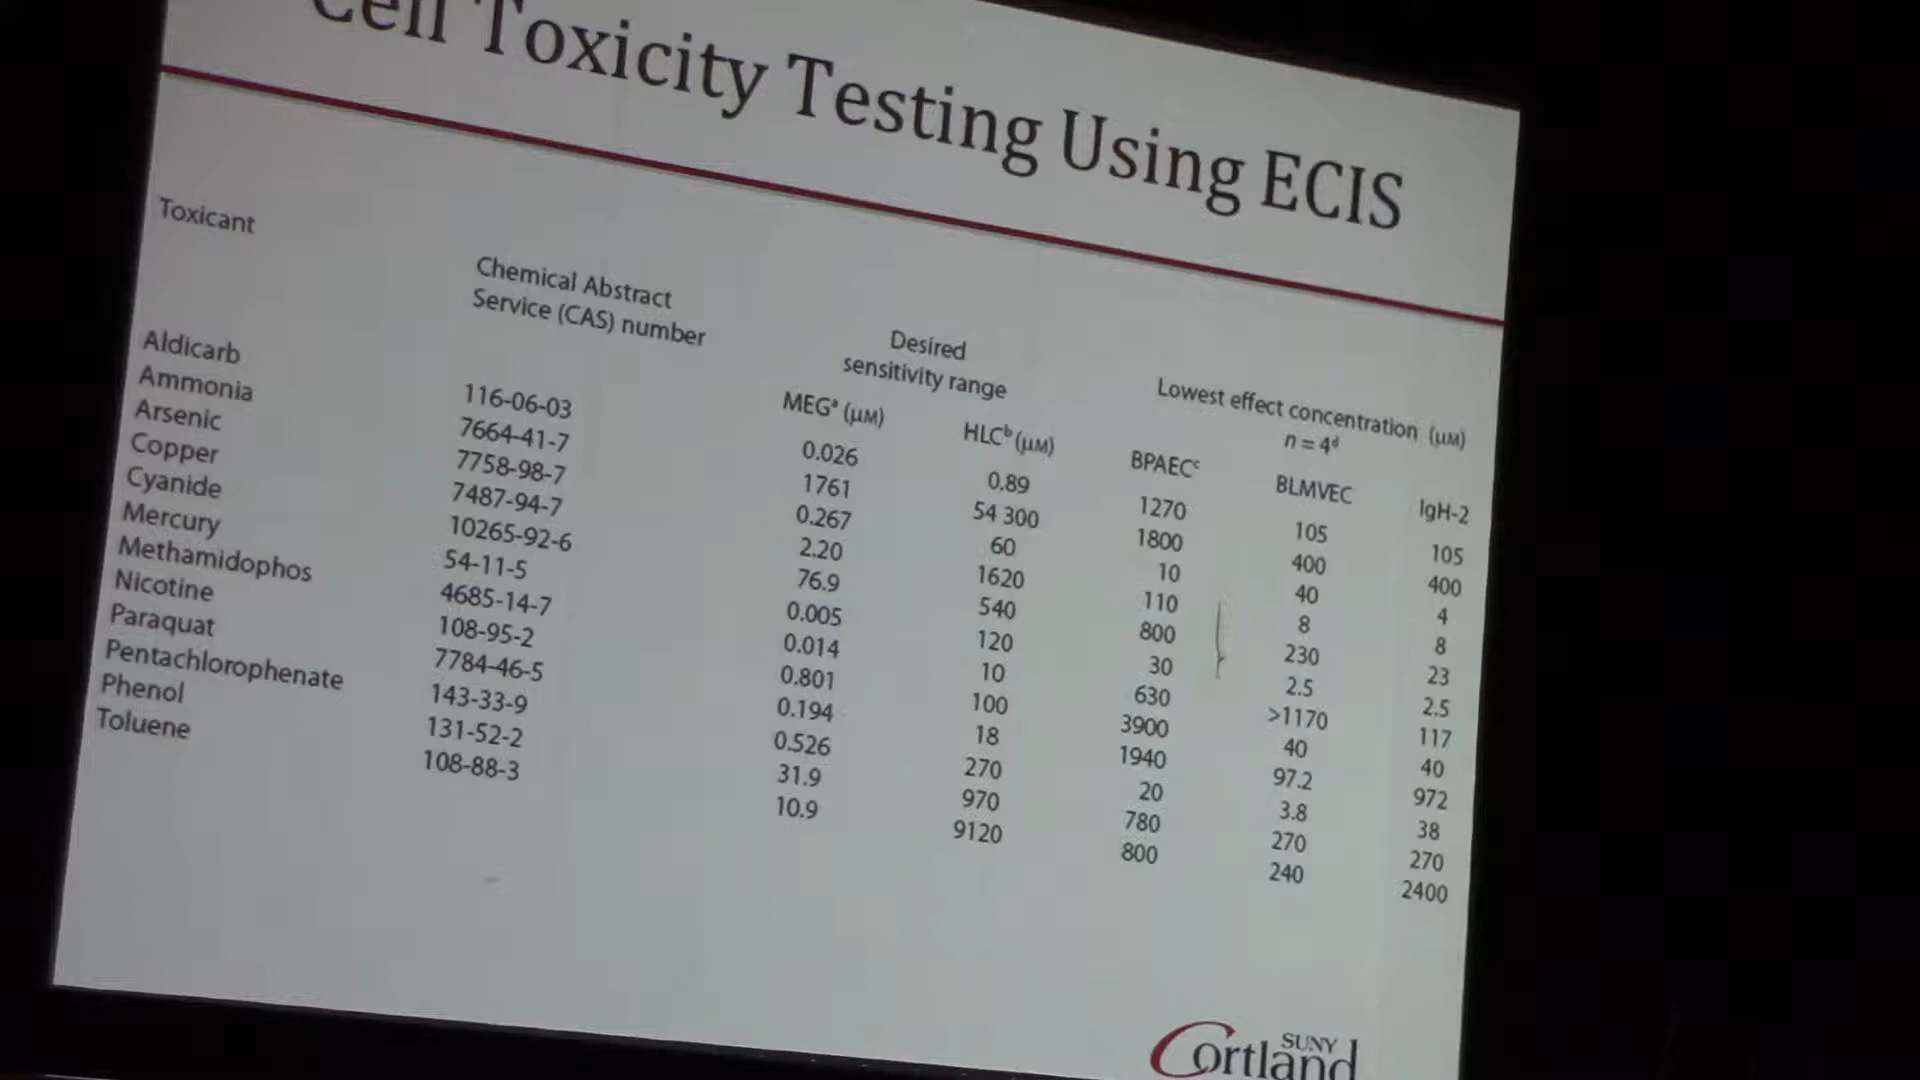 Cell Toxicity Testing Using ECIS
Toxicant
Chemical Abstract
Service (CAS) number
Desired
sensitivity range
Lowest effect concentration (μM)
n = 4ᵈ
MEGᵃ (μM) HLCᵇ (μM) BPAECᶜ BLMVEC IgH-2
Aldicarb 116-06-03 0.026 0.89 1270 105 105
Ammonia 7664-41-7 1761 54 300 1800 400 400
Arsenic 7758-98-7 0.267 60 10 40 4
Copper 7487-94-7 2.20 1620 110 8 8
Cyanide 10265-92-6 76.9 540 800 230 23
Mercury 54-11-5 0.005 120 30 2.5 2.5
Methamidophos 4685-14-7 0.014 10 630 >1170 117
Nicotine 108-95-2 0.801 100 3900 40 40
Paraquat 7784-46-5 0.194 18 1940 97.2 972
Pentachlorophenate 143-33-9 0.526 270 20 3.8 38
Phenol 131-52-2 31.9 970 780 270 270
Toluene 108-88-3 10.9 9120 800 240 2400
SUNY
Cortland